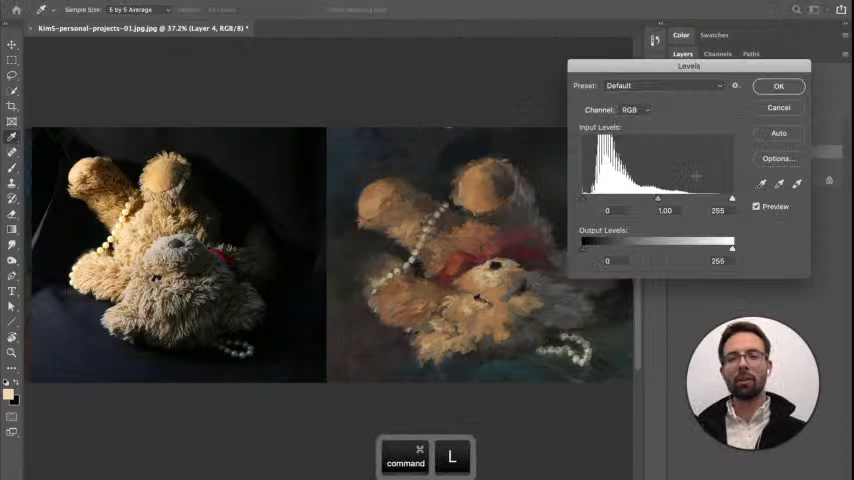 Sample Size: 5 by 5 Average
× Kim5-personal-projects-01.jpg.jpg @ 37.2% (Layer 4, RGB/8) *
Color Swatches
Layers Channels Paths
Levels
Preset: Default
OK
Channel: RGB
Cancel
Input Levels:
Auto
Options...
0 1.00 255
Preview
Output Levels:
0 255
T
⌘
command
L